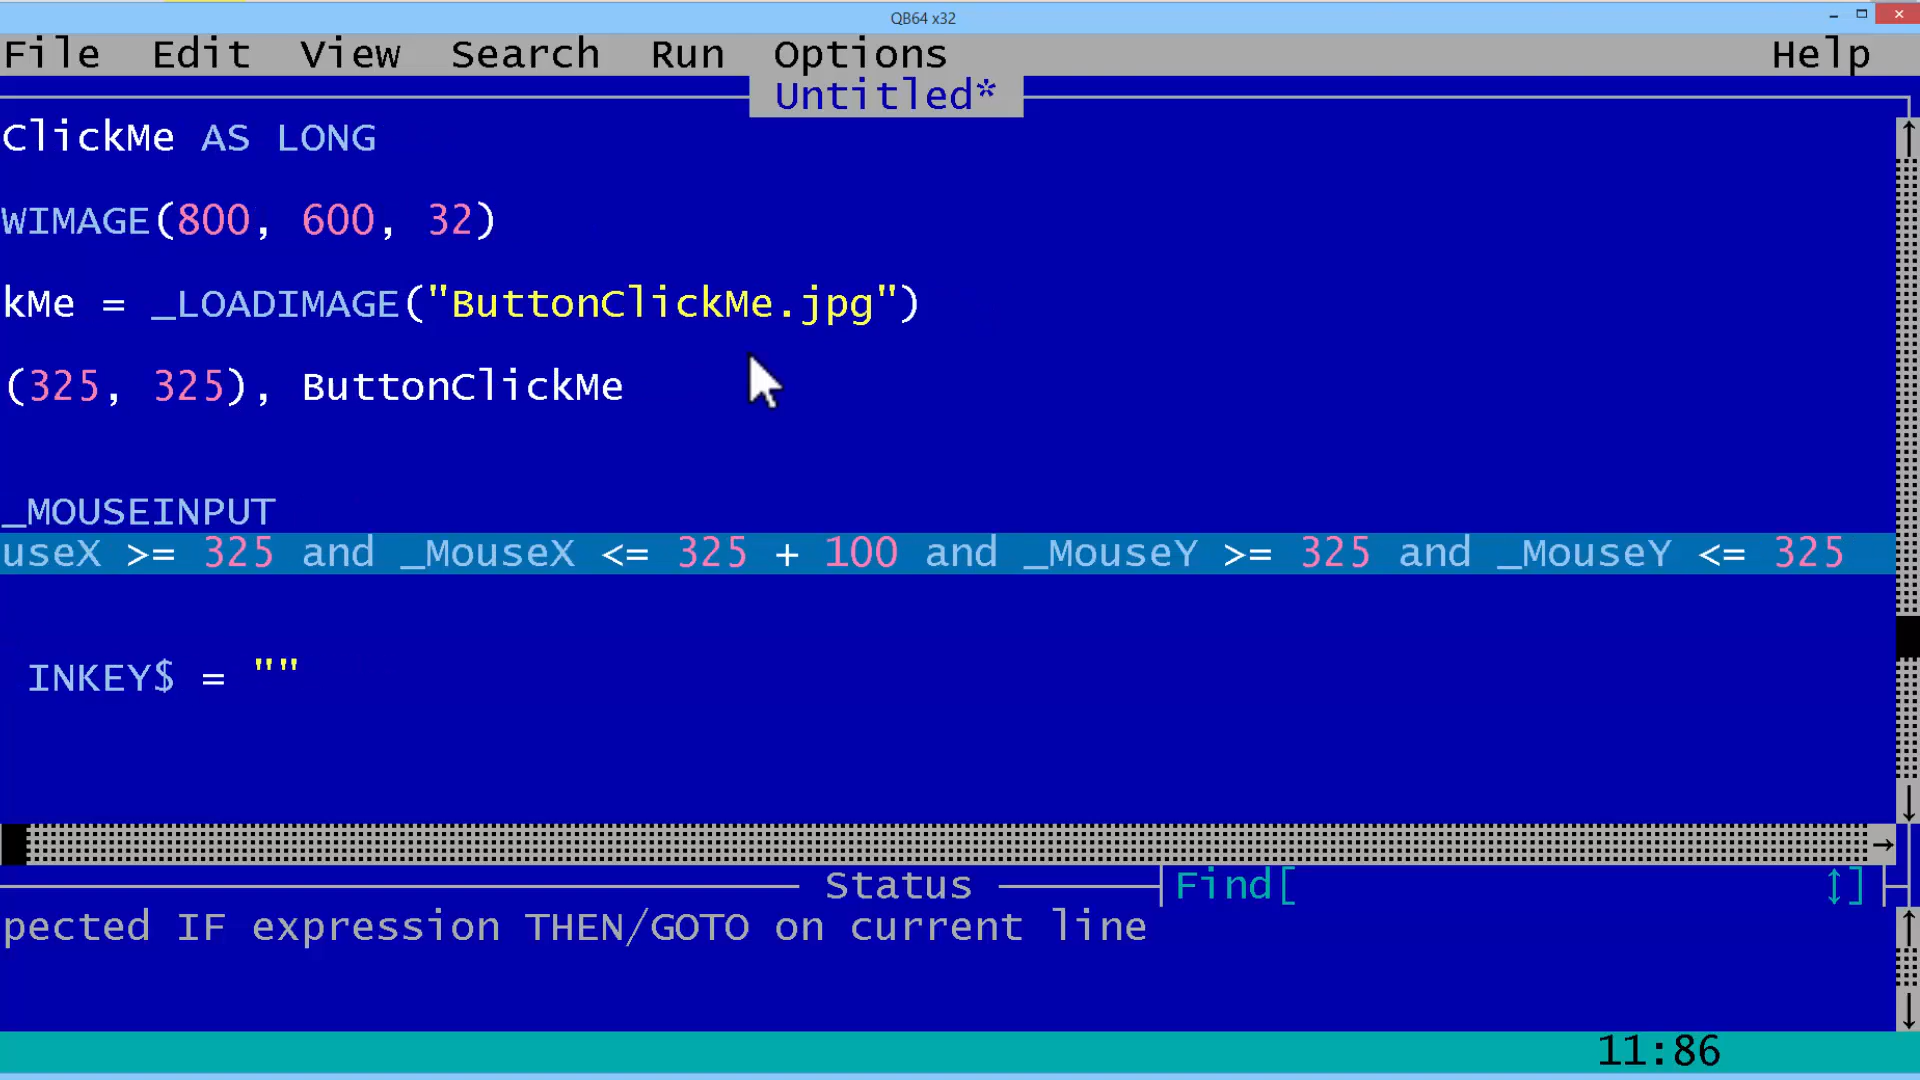 QB64 x32
File Edit View Search Run Options Help
Untitled*
ClickMe AS LONG
WIMAGE(800, 600, 32)
kMe = _LOADIMAGE("ButtonClickMe.jpg")
(325, 325), ButtonClickMe
_MOUSEINPUT
useX >= 325 and _MouseX <= 325 + 100 and _MouseY >= 325 and _MouseY <= 325
INKEY$ = ""
Status Find[ ↕]
pected IF expression THEN/GOTO on current line
11:86